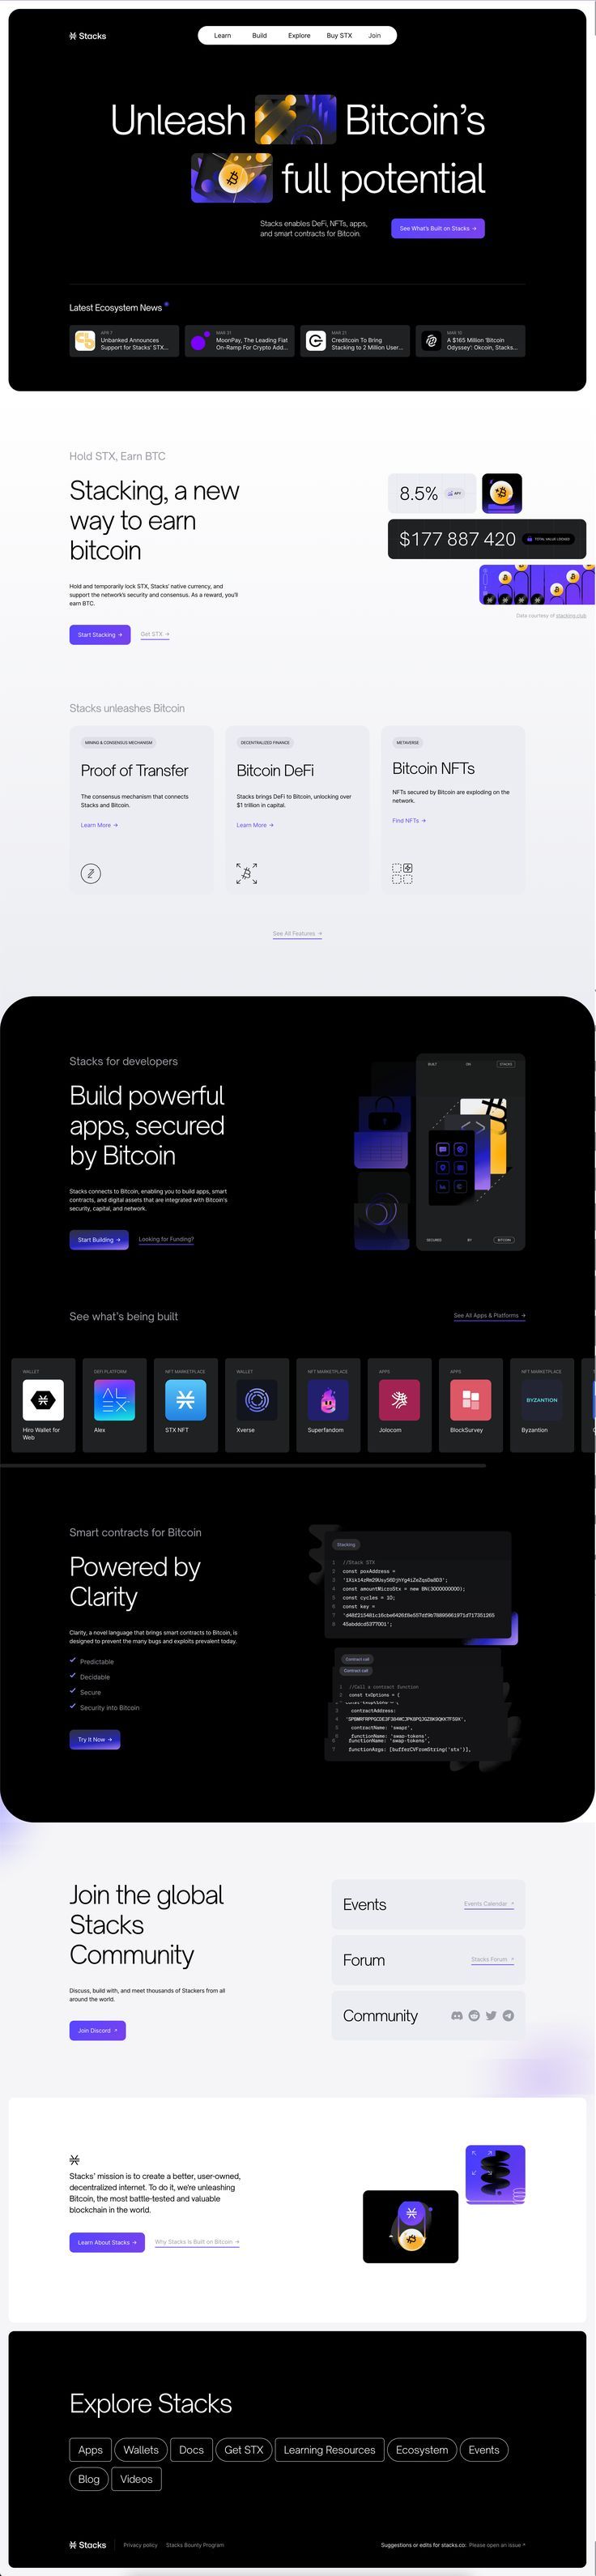 Stacks
Learn Build Explore Buy STX Join
Unleash Bitcoin's
full potential
Stacks enables DeFi, NFTs, apps,
and smart contracts for Bitcoin.
See What's Built on Stacks →
Latest Ecosystem News
APR 7
Unbanked Announces
Support for Stacks' STX...
MAR 31
MoonPay, The Leading Fiat
On-Ramp For Crypto Add...
MAR 21
Creditcoin To Bring
Stacking to 2 Million User...
A $165 Million 'Bitcoin
Odyssey': Okcoin, Stacks...
Hold STX, Earn BTC
Stacking, a new
way to earn
bitcoin
8.5% APY
$177 887 420 TOTAL VALUE LOCKED
Data courtesy of stacking.club
Hold and temporarily lock STX, Stacks' native currency, and
support the network's security and consensus. As a reward, you'll
earn BTC.
Start Stacking → Get STX →
Stacks unleashes Bitcoin
MINING & CONSENSUS MECHANISM
Proof of Transfer
The consensus mechanism that connects
Stacks and Bitcoin.
Learn More →
DECENTRALIZED FINANCE
Bitcoin DeFi
Stacks brings DeFi to Bitcoin, unlocking over
$1 trillion in capital.
Learn More →
METAVERSE
Bitcoin NFTs
NFTs secured by Bitcoin are exploding on the
network.
Find NFTs →
See All Features →
Stacks for developers
Build powerful
apps, secured
by Bitcoin
Stacks connects to Bitcoin, enabling you to build apps, smart
contracts, and digital assets that are integrated with Bitcoin's
security, capital, and network.
Start Building → Looking for Funding?
BUILT ON STACKS
SECURED BY BITCOIN
See what's being built
See All Apps & Platforms →
WALLET
Hiro Wallet for
Web
DEFI PLATFORM
ALEX
Alex
NFT MARKETPLACE
STX NFT
WALLET
Xverse
NFT MARKETPLACE
Superfandom
APPS
Jolocom
APPS
BlockSurvey
NFT MARKETPLACE
BYZANTION
Byzantion
Smart contracts for Bitcoin
Powered by
Clarity
Clarity, a novel language that brings smart contracts to Bitcoin, is
designed to prevent the many bugs and exploits prevalent today.
Predictable
Decidable
Secure
Security into Bitcoin
Try It Now →
Stacking
1 //Stack STX
2 const poxAddress =
4 const amountMicroStx = new BN(3000000000);
5 const cycles = 10;
6 const key =
Contract call
Contract call
1 //Call a contract function
2 const txOptions = {
3 contractAddress:
5 contractName: 'swapr',
functionName: 'swap-tokens',
6 functionName: 'swap-tokens',
7 functionArgs: [bufferCVFromString('stx')],
Join the global
Stacks
Community
Discuss, build with, and meet thousands of Stackers from all
around the world.
Join Discord ↗
Events Events Calendar ↗
Forum Stacks Forum ↗
Community
Stacks' mission is to create a better, user-owned,
decentralized internet. To do it, we're unleashing
Bitcoin, the most battle-tested and valuable
blockchain in the world.
Learn About Stacks → Why Stacks Is Built on Bitcoin →
Explore Stacks
Apps Wallets Docs Get STX Learning Resources Ecosystem Events
Blog Videos
Stacks Privacy policy Stacks Bounty Program Suggestions or edits for stacks.co: Please open an issue ↗